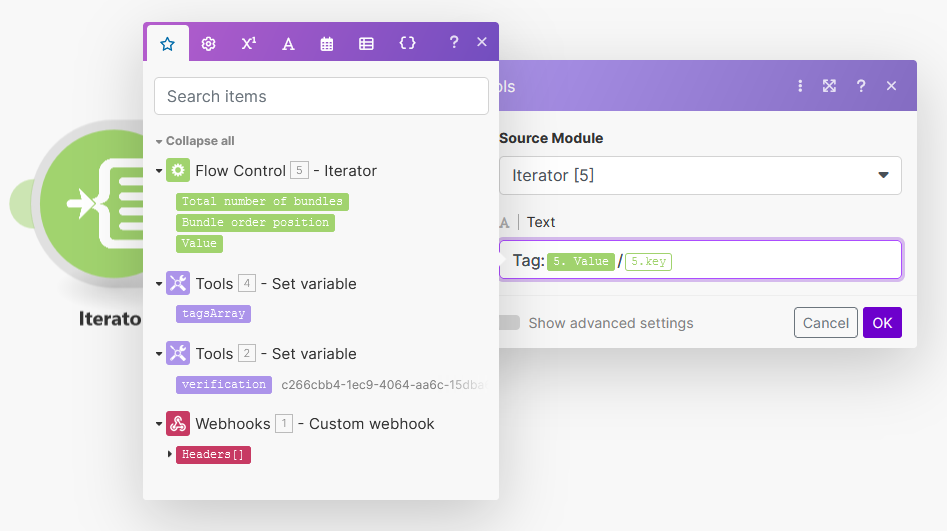 X¹ A {} ? ×
Search items
Collapse all
Flow Control 5 - Iterator
Total number of bundles
Bundle order position
Value
Tools 4 - Set variable
tagsArray
Tools 2 - Set variable
verification c266cbb4-1ec9-4064-aa6c-15dba
Webhooks 1 - Custom webhook
Headers[]
Iterato
ols ? ×
Source Module
Iterator [5]
A | Text
Tag: 5. Value / 5.key
Show advanced settings
Cancel OK